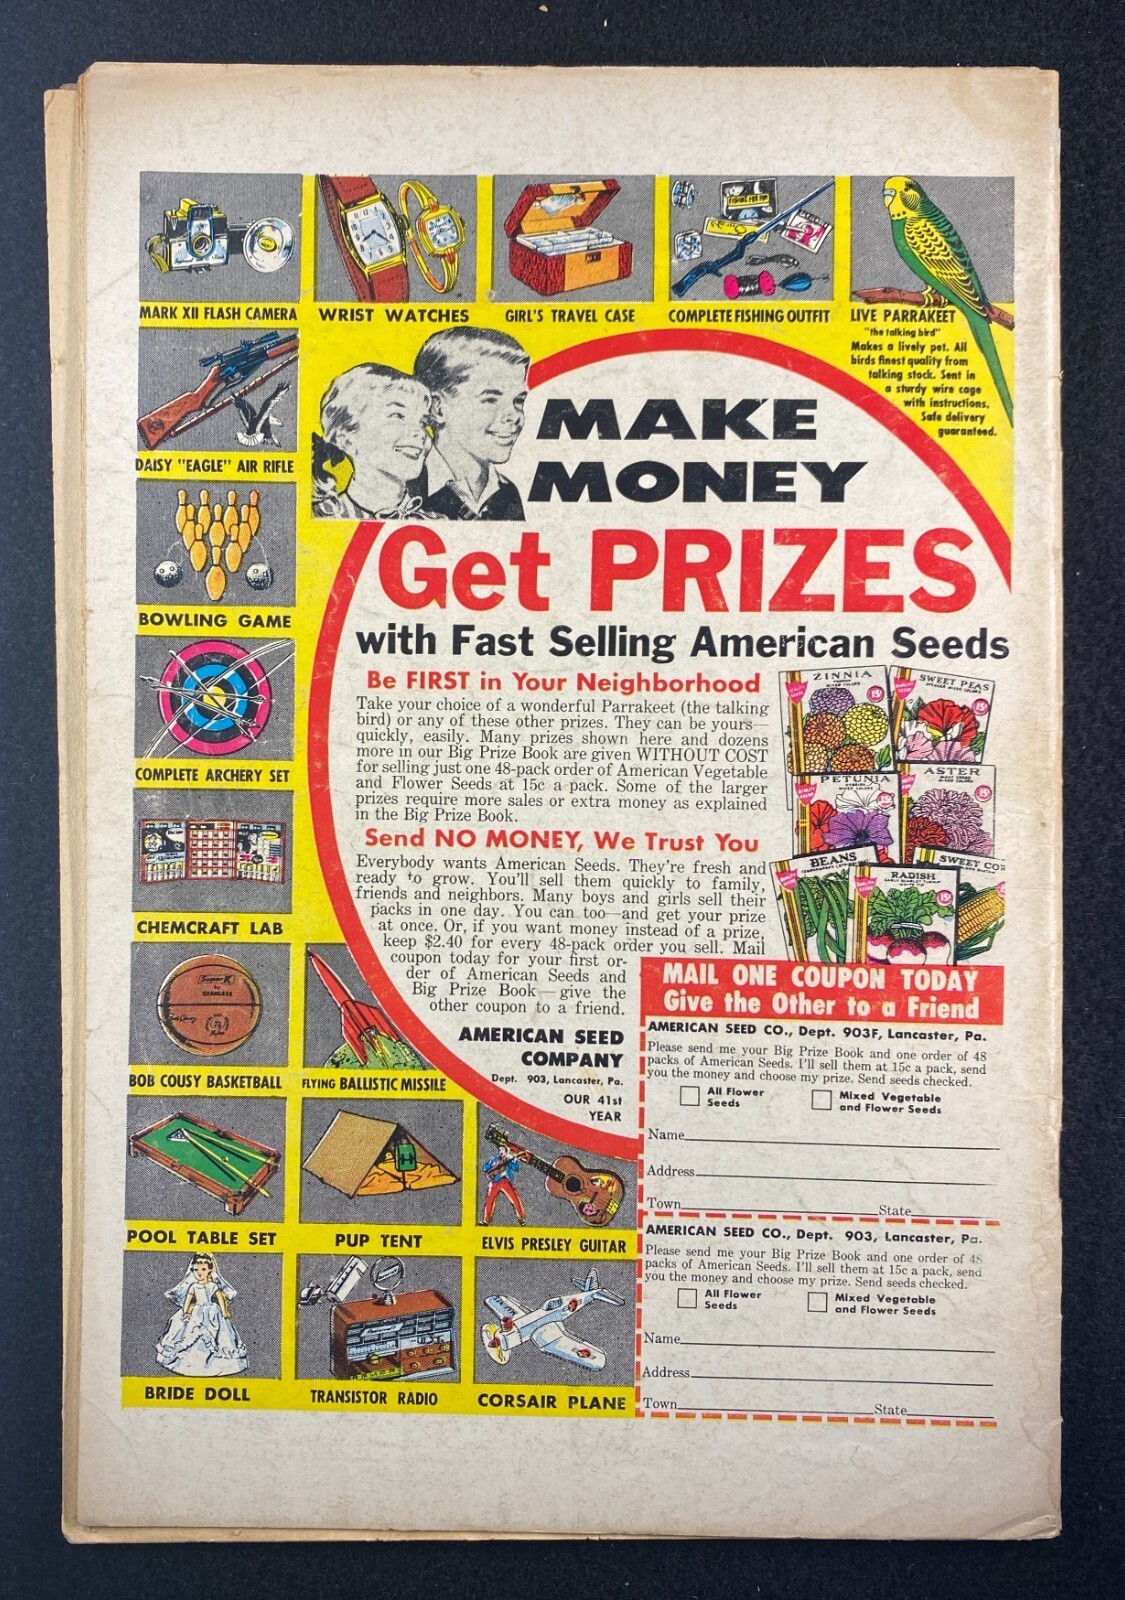 MARK XII FLASH CAMERA
WRIST WATCHES
GIRL'S TRAVEL CASE
COMPLETE FISHING OUTFIT
LIVE PARRAKEET
"the talking bird"
Makes a lively pet. All
birds finest quality from
talking stock. Sent in
a sturdy wire cage
with instructions.
Safe delivery
guaranteed.
DAISY "EAGLE" AIR RIFLE
BOWLING GAME
COMPLETE ARCHERY SET
CHEMCRAFT LAB
BOB COUSY BASKETBALL
FLYING BALLISTIC MISSILE
POOL TABLE SET
PUP TENT
ELVIS PRESLEY GUITAR
BRIDE DOLL
TRANSISTOR RADIO
CORSAIR PLANE
MAKE
MONEY
Get PRIZES
with Fast Selling American Seeds
Be FIRST in Your Neighborhood
Take your choice of a wonderful Parrakeet (the talking
bird) or any of these other prizes. They can be yours—
quickly, easily. Many prizes shown here and dozens
more in our Big Prize Book are given WITHOUT COST
for selling just one 48-pack order of American Vegetable
and Flower Seeds at 15c a pack. Some of the larger
prizes require more sales or extra money as explained
in the Big Prize Book.
Send NO MONEY, We Trust You
Everybody wants American Seeds. They're fresh and
ready to grow. You'll sell them quickly to family,
friends and neighbors. Many boys and girls sell their
packs in one day. You can too—and get your prize
at once. Or, if you want money instead of a prize,
keep $2.40 for every 48-pack order you sell. Mail
coupon today for your first or-
der of American Seeds and
Big Prize Book—give the
other coupon to a friend.
AMERICAN SEED
COMPANY
Dept. 903, Lancaster, Pa.
OUR 41st
YEAR
ZINNIA
15¢
SWEET PEAS
15¢
PETUNIA
15¢
ASTER
15¢
BEANS
RADISH
15¢
SWEET CO
MAIL ONE COUPON TODAY
Give the Other to a Friend
AMERICAN SEED CO., Dept. 903F, Lancaster, Pa.
Please send me your Big Prize Book and one order of 48
packs of American Seeds. I'll sell them at 15c a pack, send
you the money and choose my prize. Send seeds checked.
All Flower
Seeds
Mixed Vegetable
and Flower Seeds
Name
Address
Town State
AMERICAN SEED CO., Dept. 903, Lancaster, Pa.
Please send me your Big Prize Book and one order of 48
packs of American Seeds. I'll sell them at 15c a pack, send
you the money and choose my prize. Send seeds checked.
All Flower
Seeds
Mixed Vegetable
and Flower Seeds
Name
Address
Town State